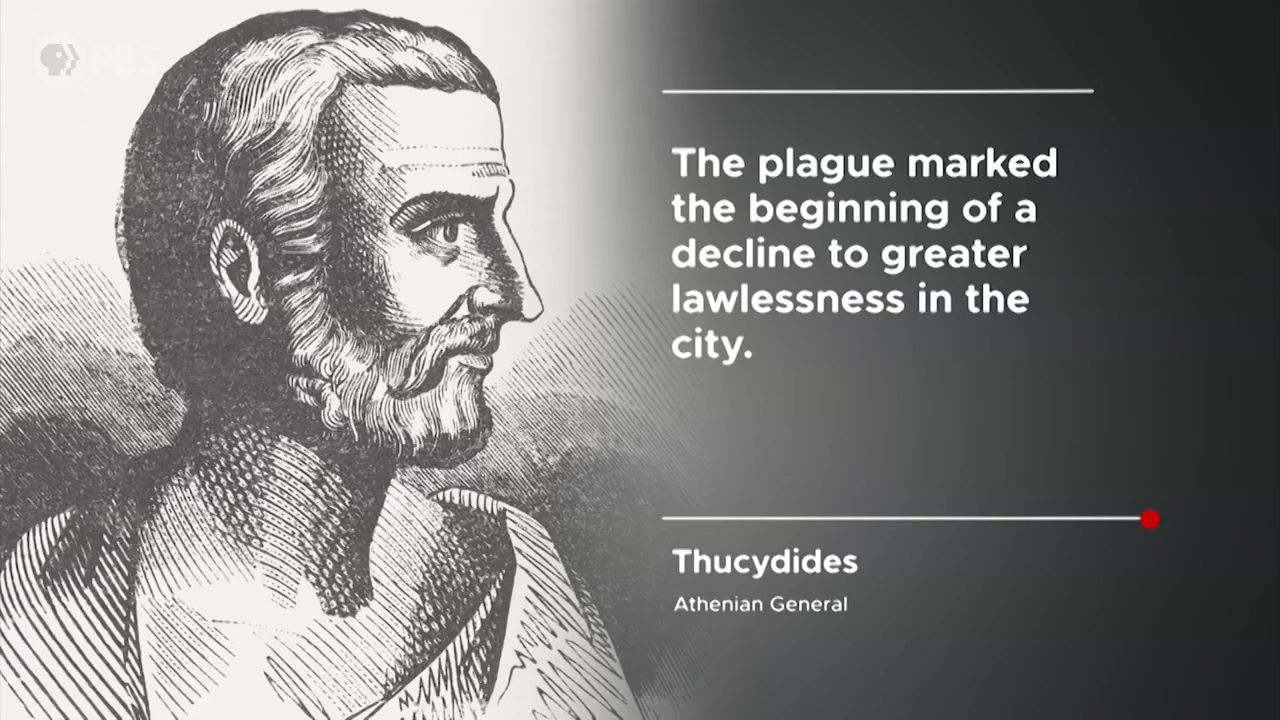 PBS
The plague marked
the beginning of a
decline to greater
lawlessness in the
city.
Thucydides
Athenian General